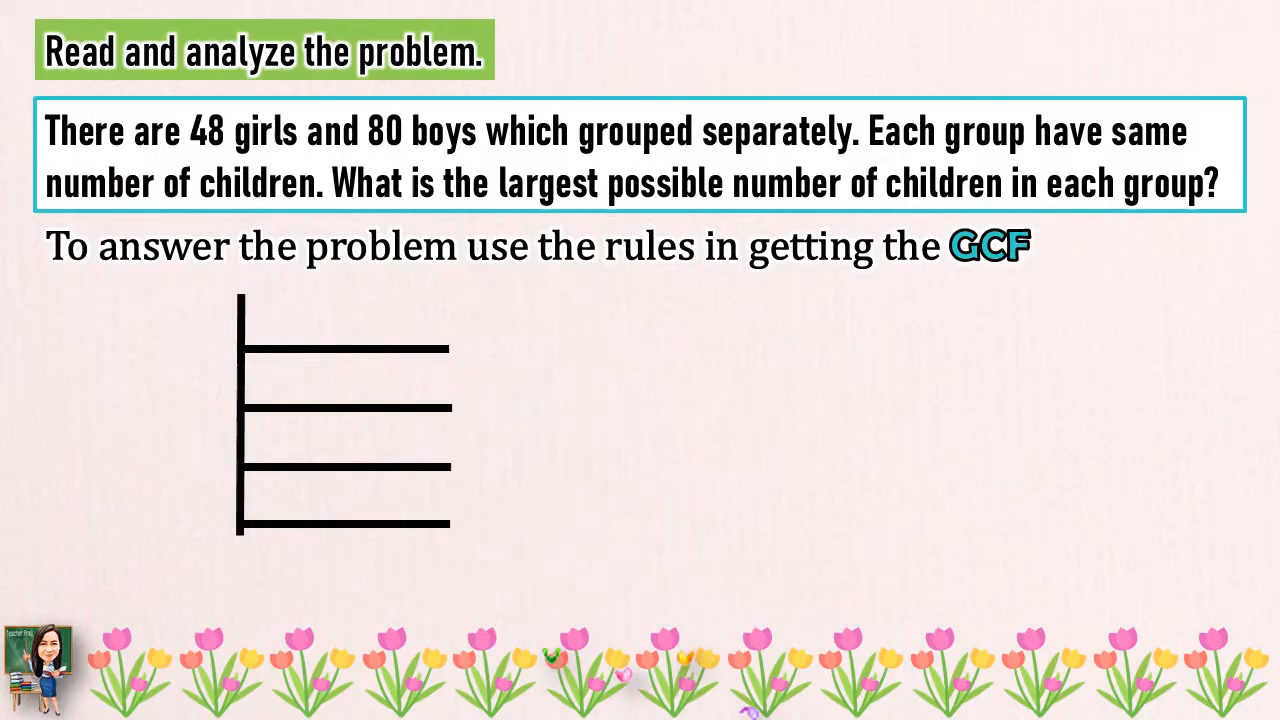 Read and analyze the problem.
There are 48 girls and 80 boys which grouped separately. Each group have same
number of children. What is the largest possible number of children in each group?
To answer the problem use the rules in getting the GCF